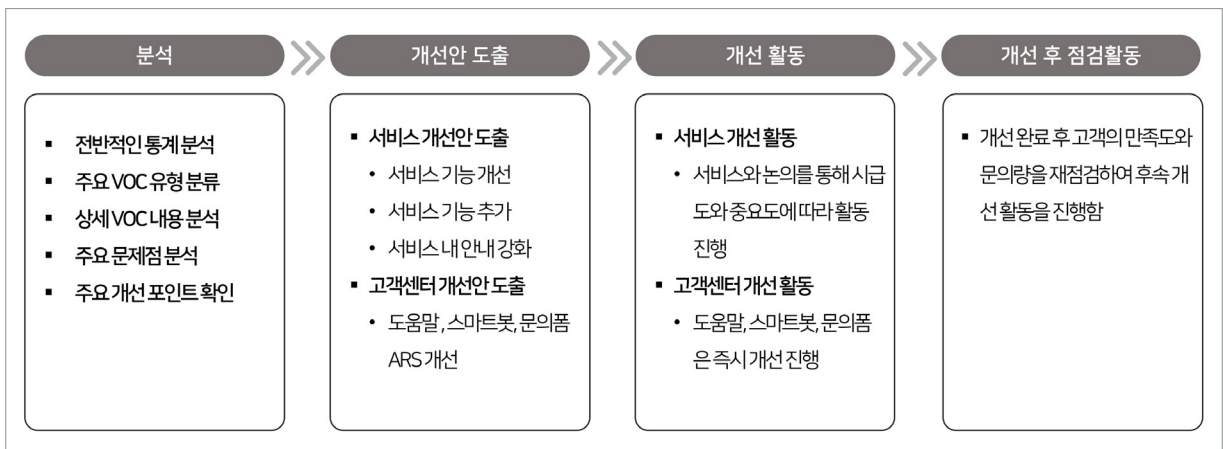 분석
전반적인 통계 분석
주요 VOC 유형 분류
상세 VOC 내용 분석
주요 문제점 분석
주요 개선 포인트 확인
개선안 도출
서비스 개선안 도출
서비스 기능 개선
서비스 기능 추가
서비스 내 안내 강화
고객센터 개선안 도출
도움말, 스마트봇, 문의폼
ARS 개선
개선 활동
서비스 개선 활동
서비스와 논의를 통해 시급
도와 중요도에 따라 활동
진행
고객센터 개선 활동
도움말, 스마트봇, 문의폼
은 즉시 개선 진행
개선 후 점검활동
개선 완료 후 고객의 만족도와
문의량을 재점검하여 후속 개
선 활동을 진행함